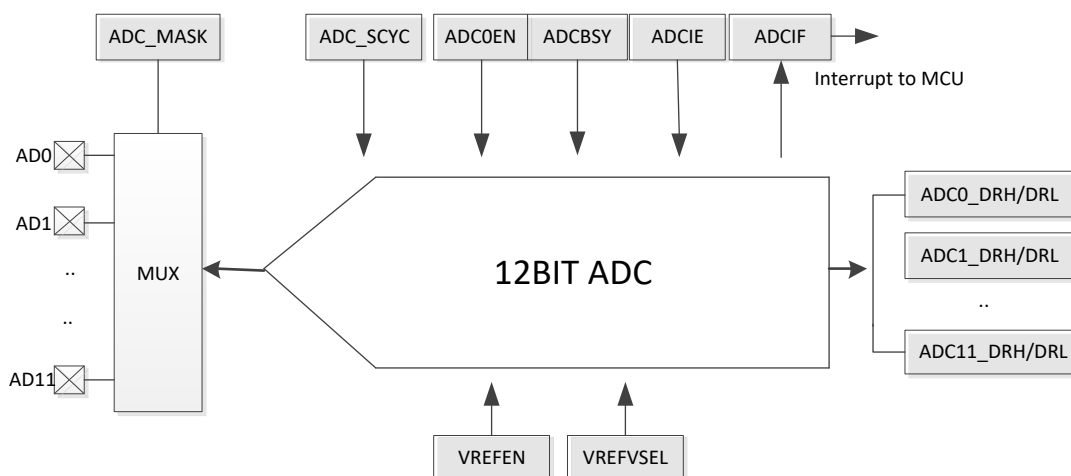 ADC_MASK
ADC_SCYC
ADC0EN
ADCBSY
ADCIE
ADCIF
Interrupt to MCU
AD0
AD1
..
..
AD11
MUX
12BIT ADC
ADC0_DRH/DRL
ADC1_DRH/DRL
..
ADC11_DRH/DRL
VREFEN
VREFVSEL